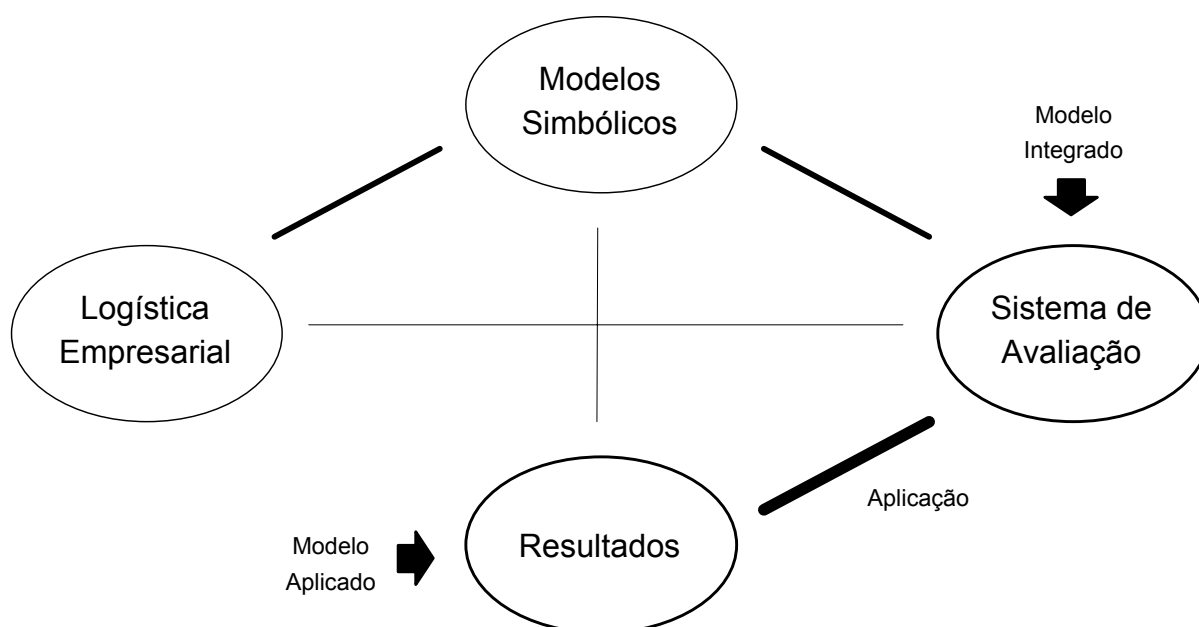 Modelos
Simbólicos
Modelo
Integrado
Logística
Empresarial
Sistema de
Avaliação
Aplicação
Modelo
Aplicado
Resultados